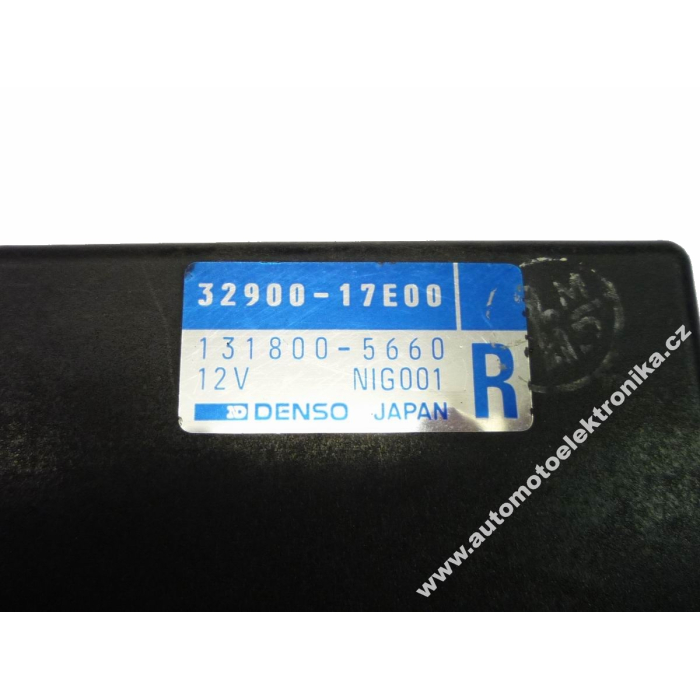 32900-17E00
131800-5660
12V NIG001
R
DENSO JAPAN
www.automotoelektronika.cz